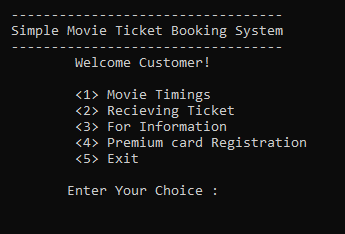 ----------------------------------
Simple Movie Ticket Booking System
----------------------------------
Welcome Customer!
<1> Movie Timings
<2> Recieving Ticket
<3> For Information
<4> Premium card Registration
<5> Exit
Enter Your Choice :